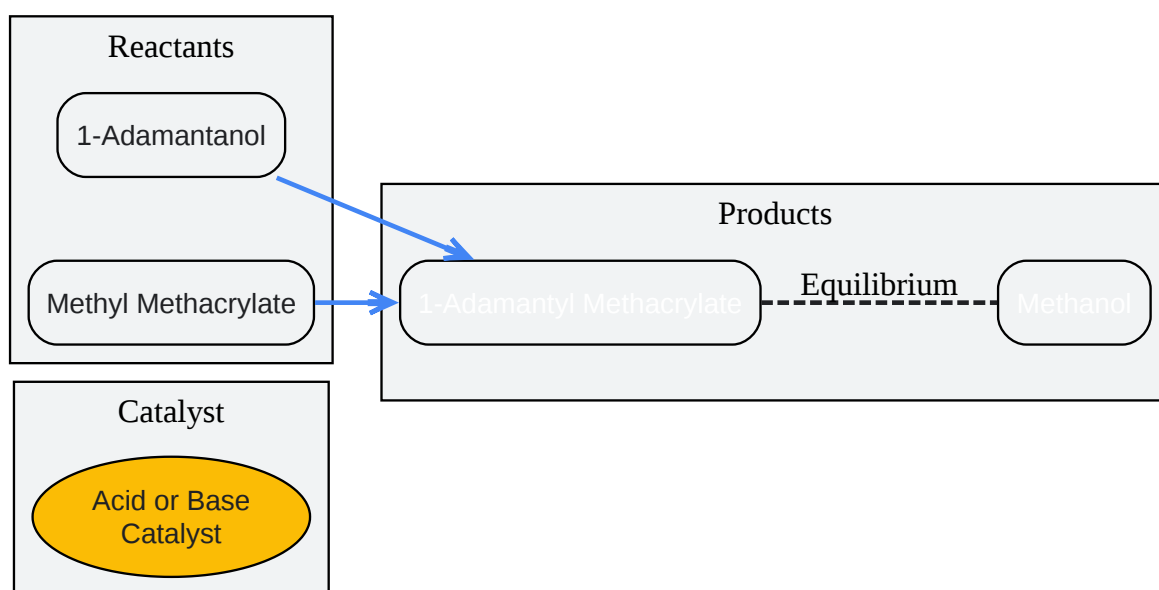 Reactants
1-Adamantanol
Methyl Methacrylate
Products
1-Adamantyl Methacrylate
Equilibrium
Methanol
Catalyst
Acid or Base
Catalyst